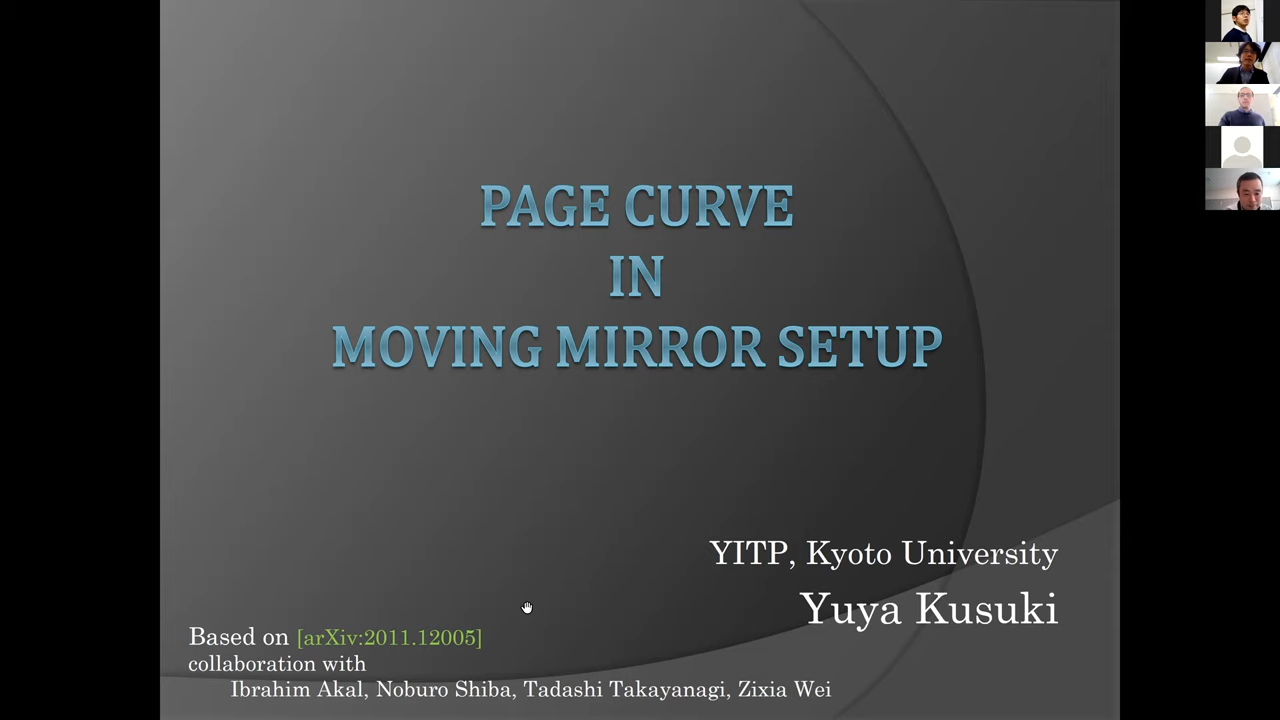 PAGE CURVE
IN
MOVING MIRROR SETUP
YITP, Kyoto University
Yuya Kusuki
Based on [arXiv:2011.12005]
collaboration with
Ibrahim Akal, Noburo Shiba, Tadashi Takayanagi, Zixia Wei